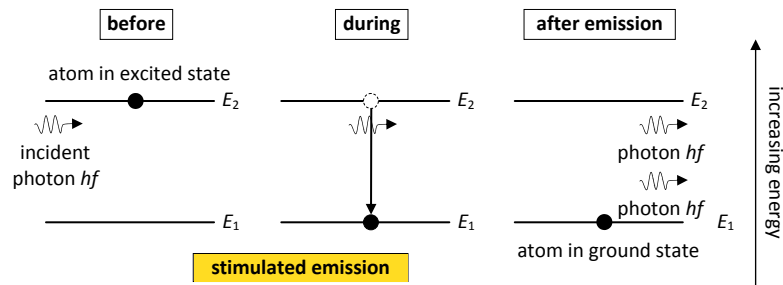 before
during
after emission
atom in excited state
E₂
E₂
E₂
incident
photon hf
photon hf
photon hf
E₁
E₁
E₁
atom in ground state
stimulated emission
increasing energy